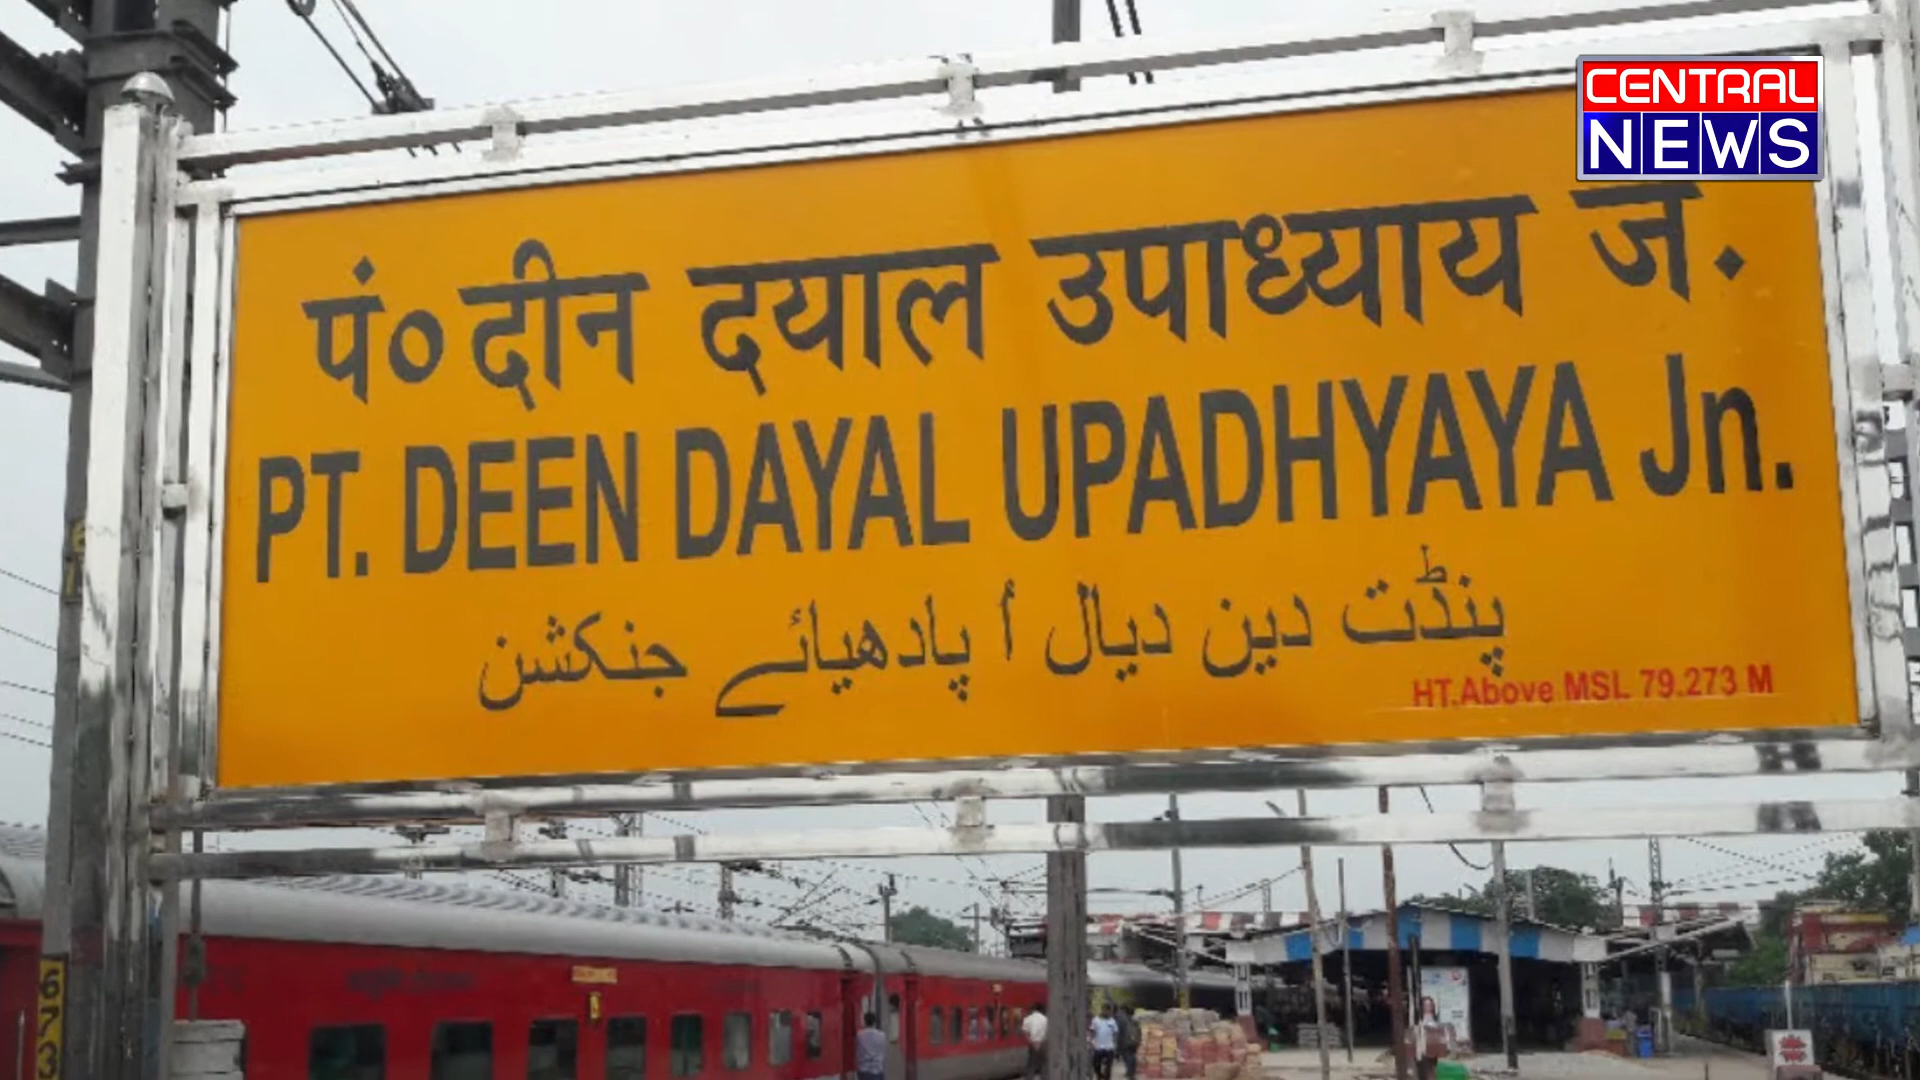 CENTRAL
NEWS
पं० दीन दयाल उपाध्याय जं.
PT. DEEN DAYAL UPADHYAYA Jn.
پنڈت دین دیال أ پادھیائے جنکشن
HT.Above MSL 79.273 M
673